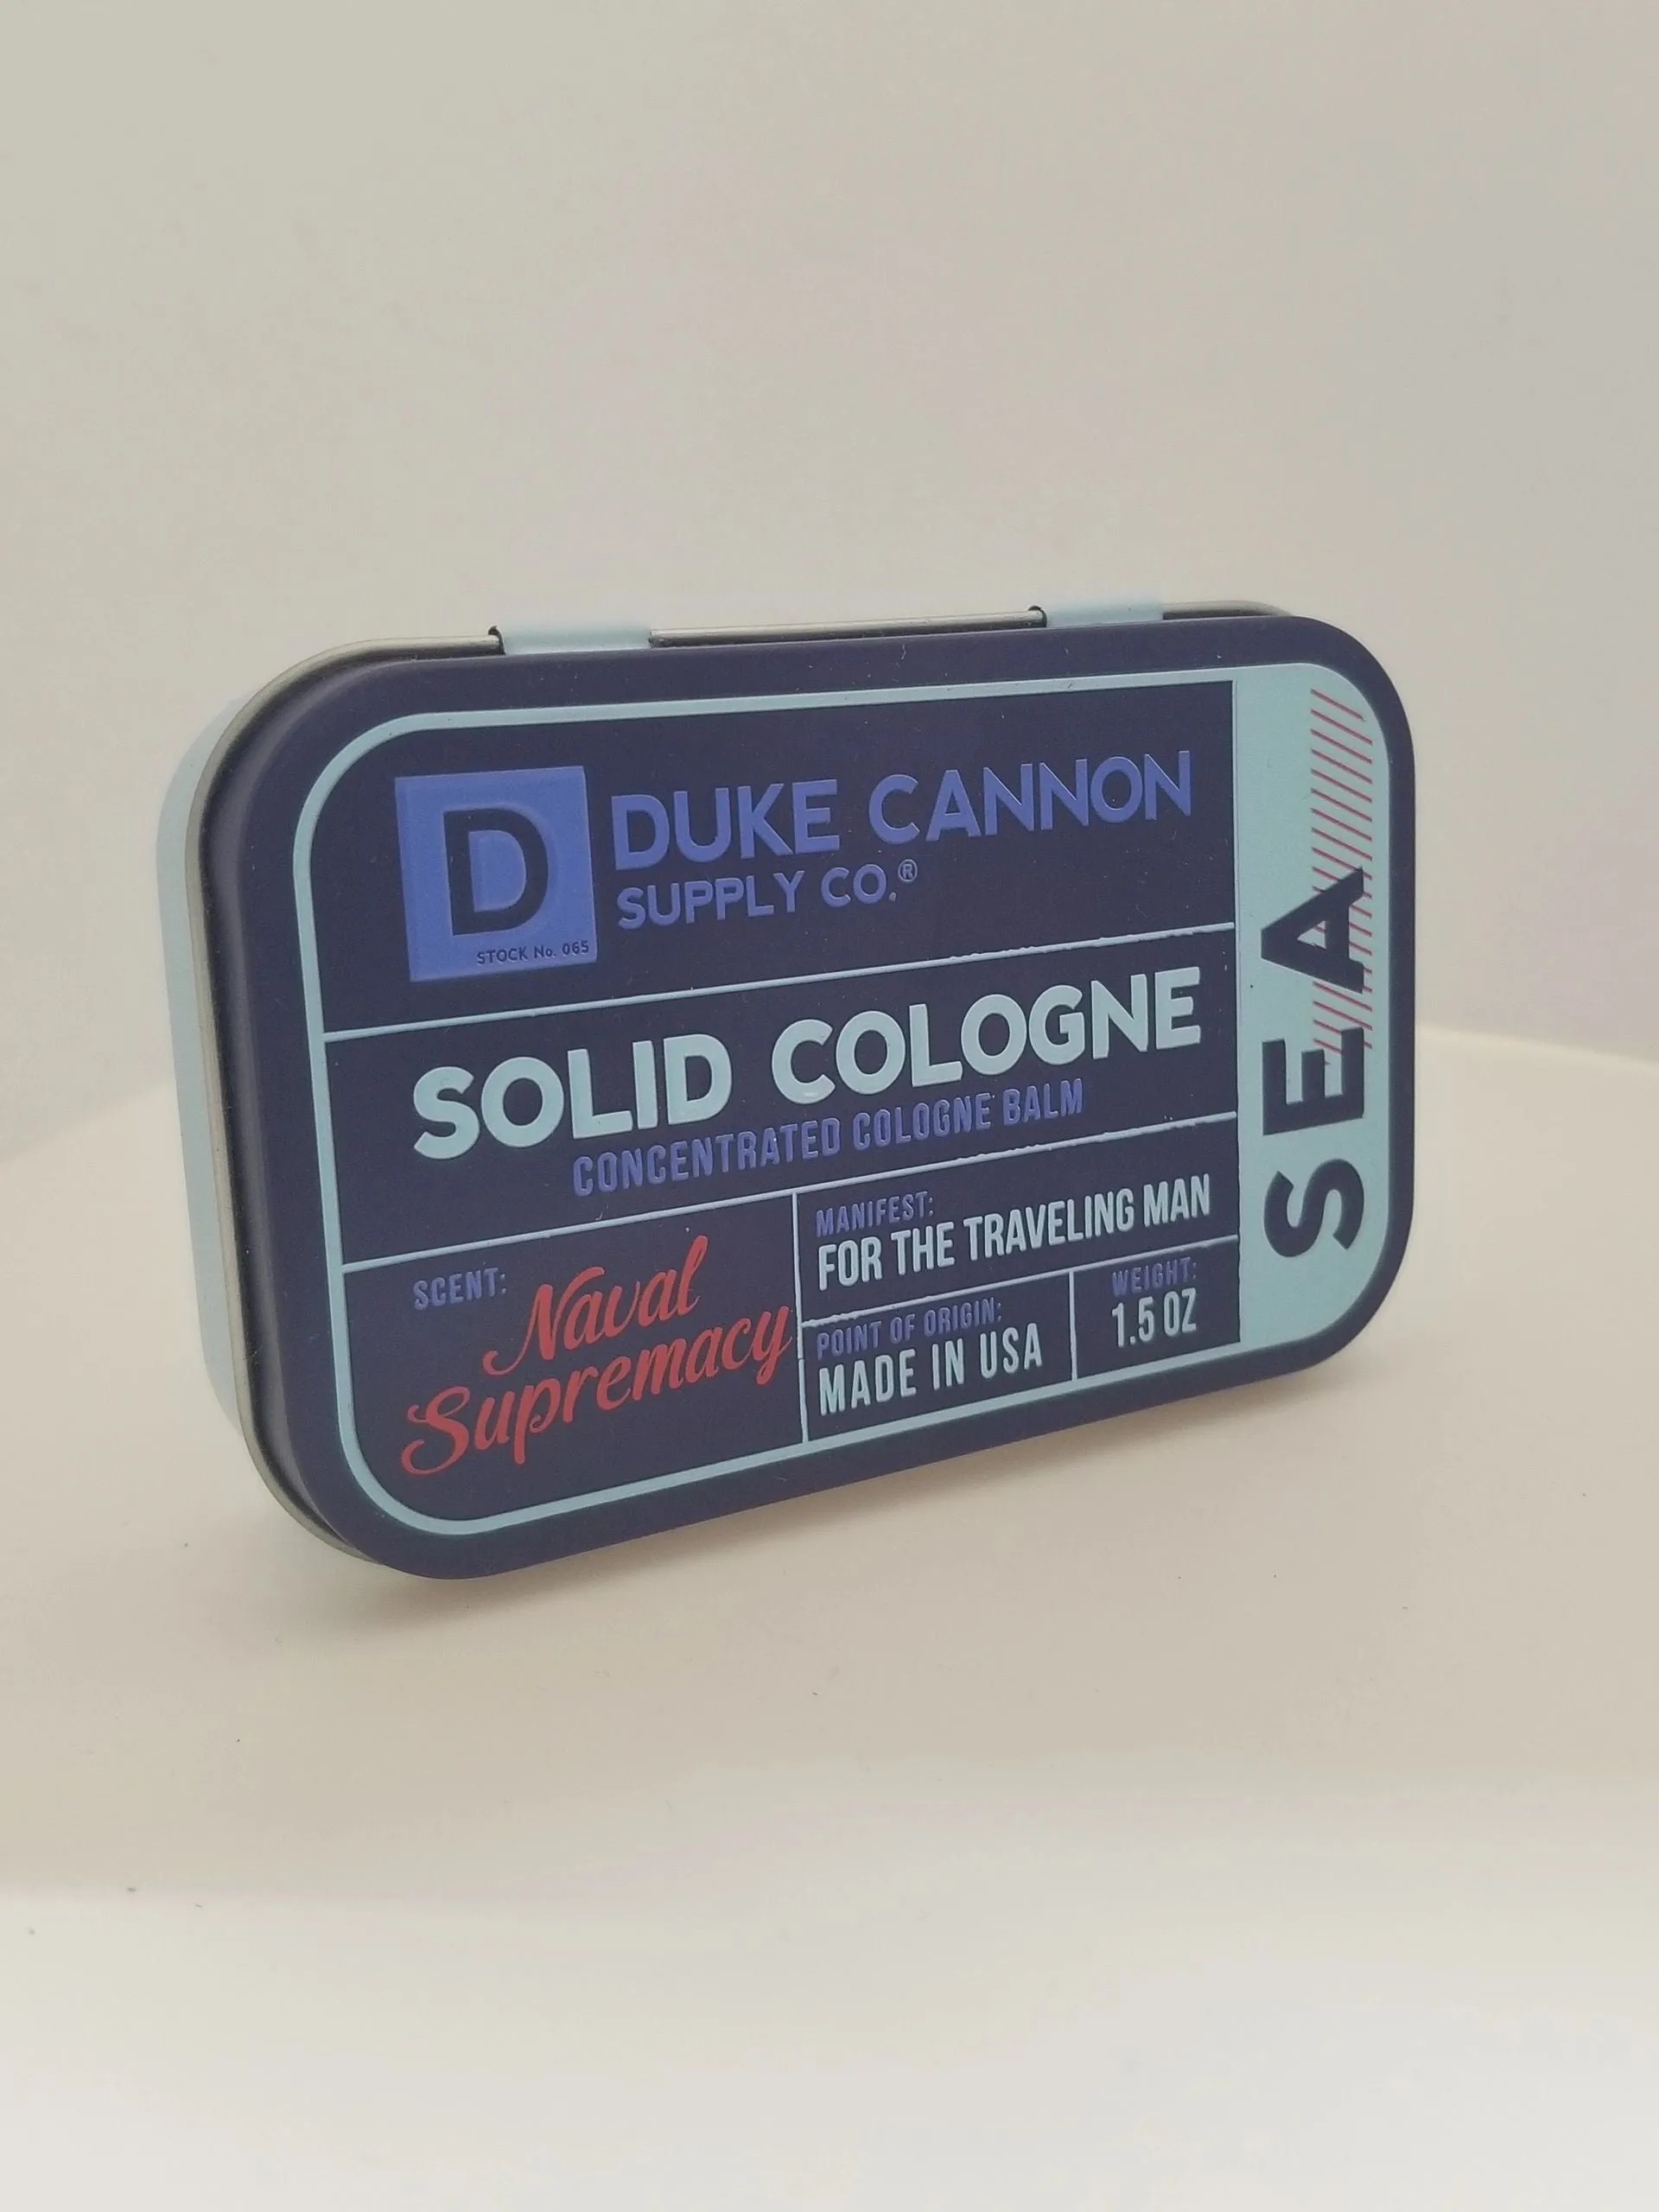 D
STOCK No. 065
DUKE CANNON
SUPPLY CO.®
SOLID COLOGNE
CONCENTRATED COLOGNE BALM
SCENT:
Naval
Supremacy
MANIFEST:
FOR THE TRAVELING MAN
POINT OF ORIGIN:
MADE IN USA
WEIGHT:
1.5 OZ
SEA